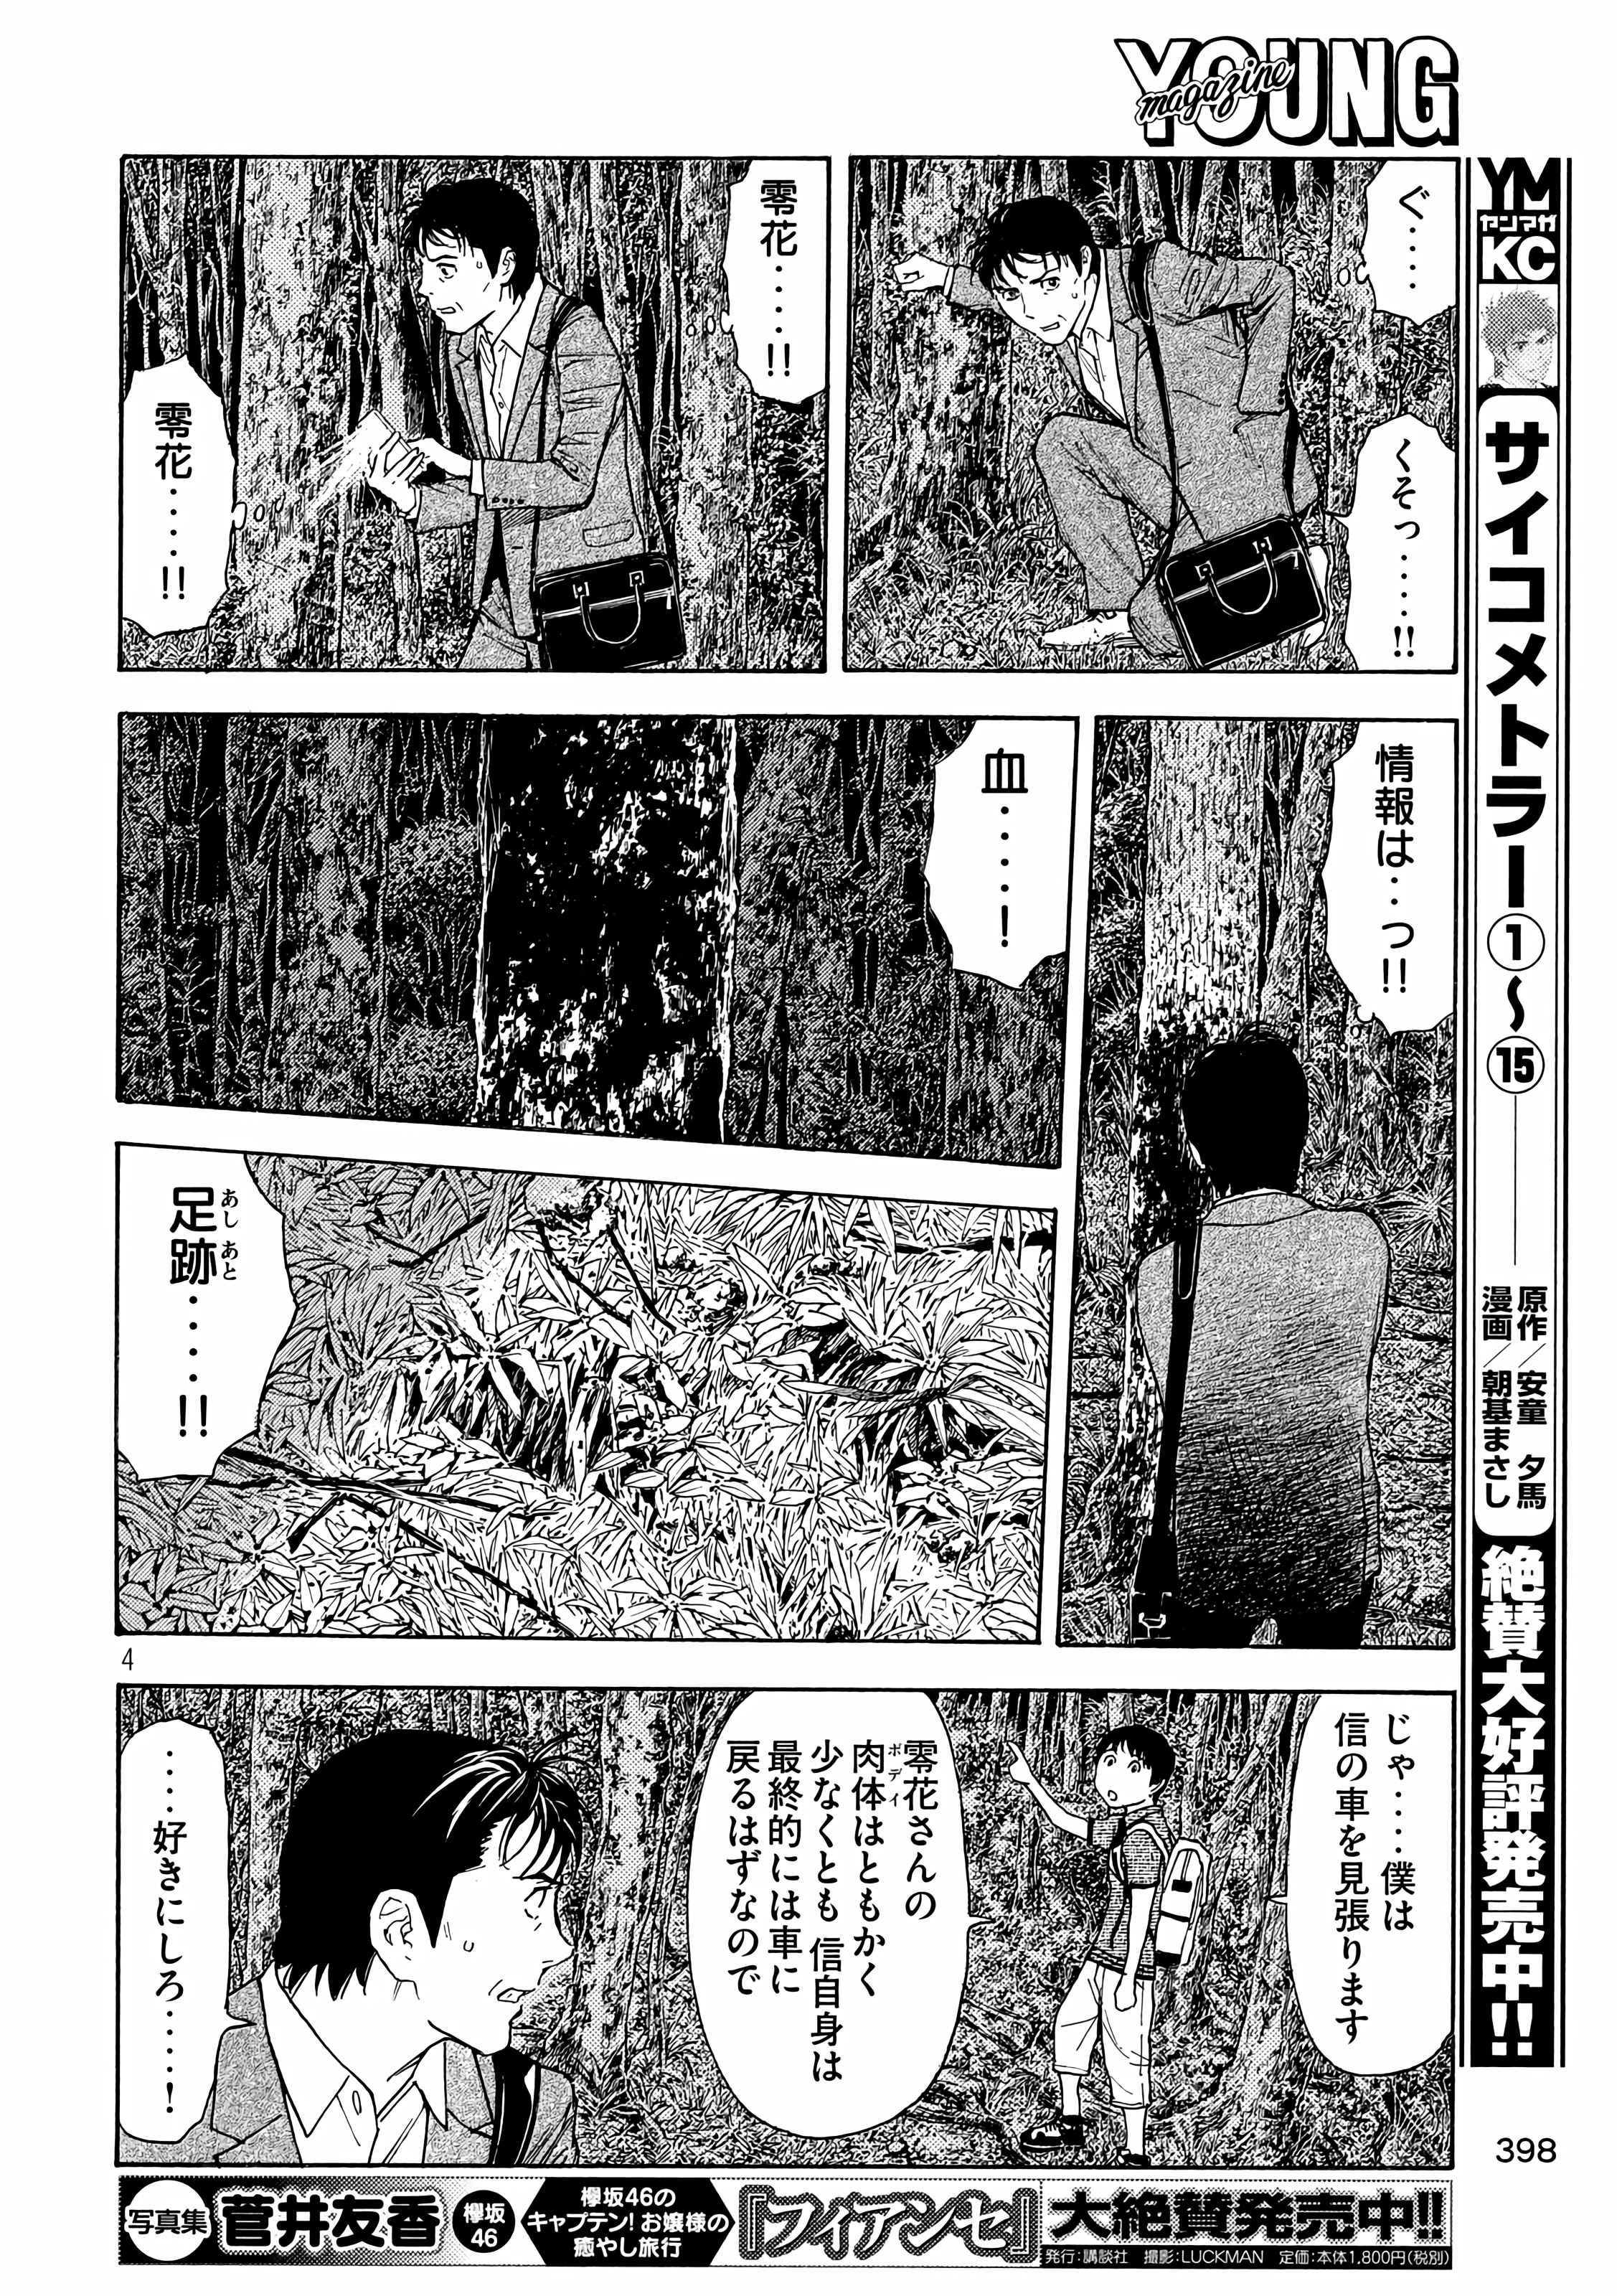 YOUNG
magazine
YM
ヤンマガ
KC
サイコメトラー①〜⑮
原作／安童 夕馬
漫画／朝基まさし
絶賛大好評発売中!!
ぐ‥‥
くそっ‥‥!!
零花‥‥!!
零花‥‥!!
情報は‥っ!!
血‥‥！
足跡‥‥!!
あしあと
じゃ‥‥僕は
信の車を見張ります
零花さんの
肉体はともかく
ボディ
少なくとも 信自身は
最終的には車に
戻るはずなので
‥‥好きにしろ‥‥！
4
398
写真集
菅井友香
欅坂
46
欅坂46の
キャプテン！お嬢様の
癒やし旅行
『フィアンセ』
大絶賛発売中!!
発行：講談社 撮影：LUCKMAN 定価：本体1,800円（税別）